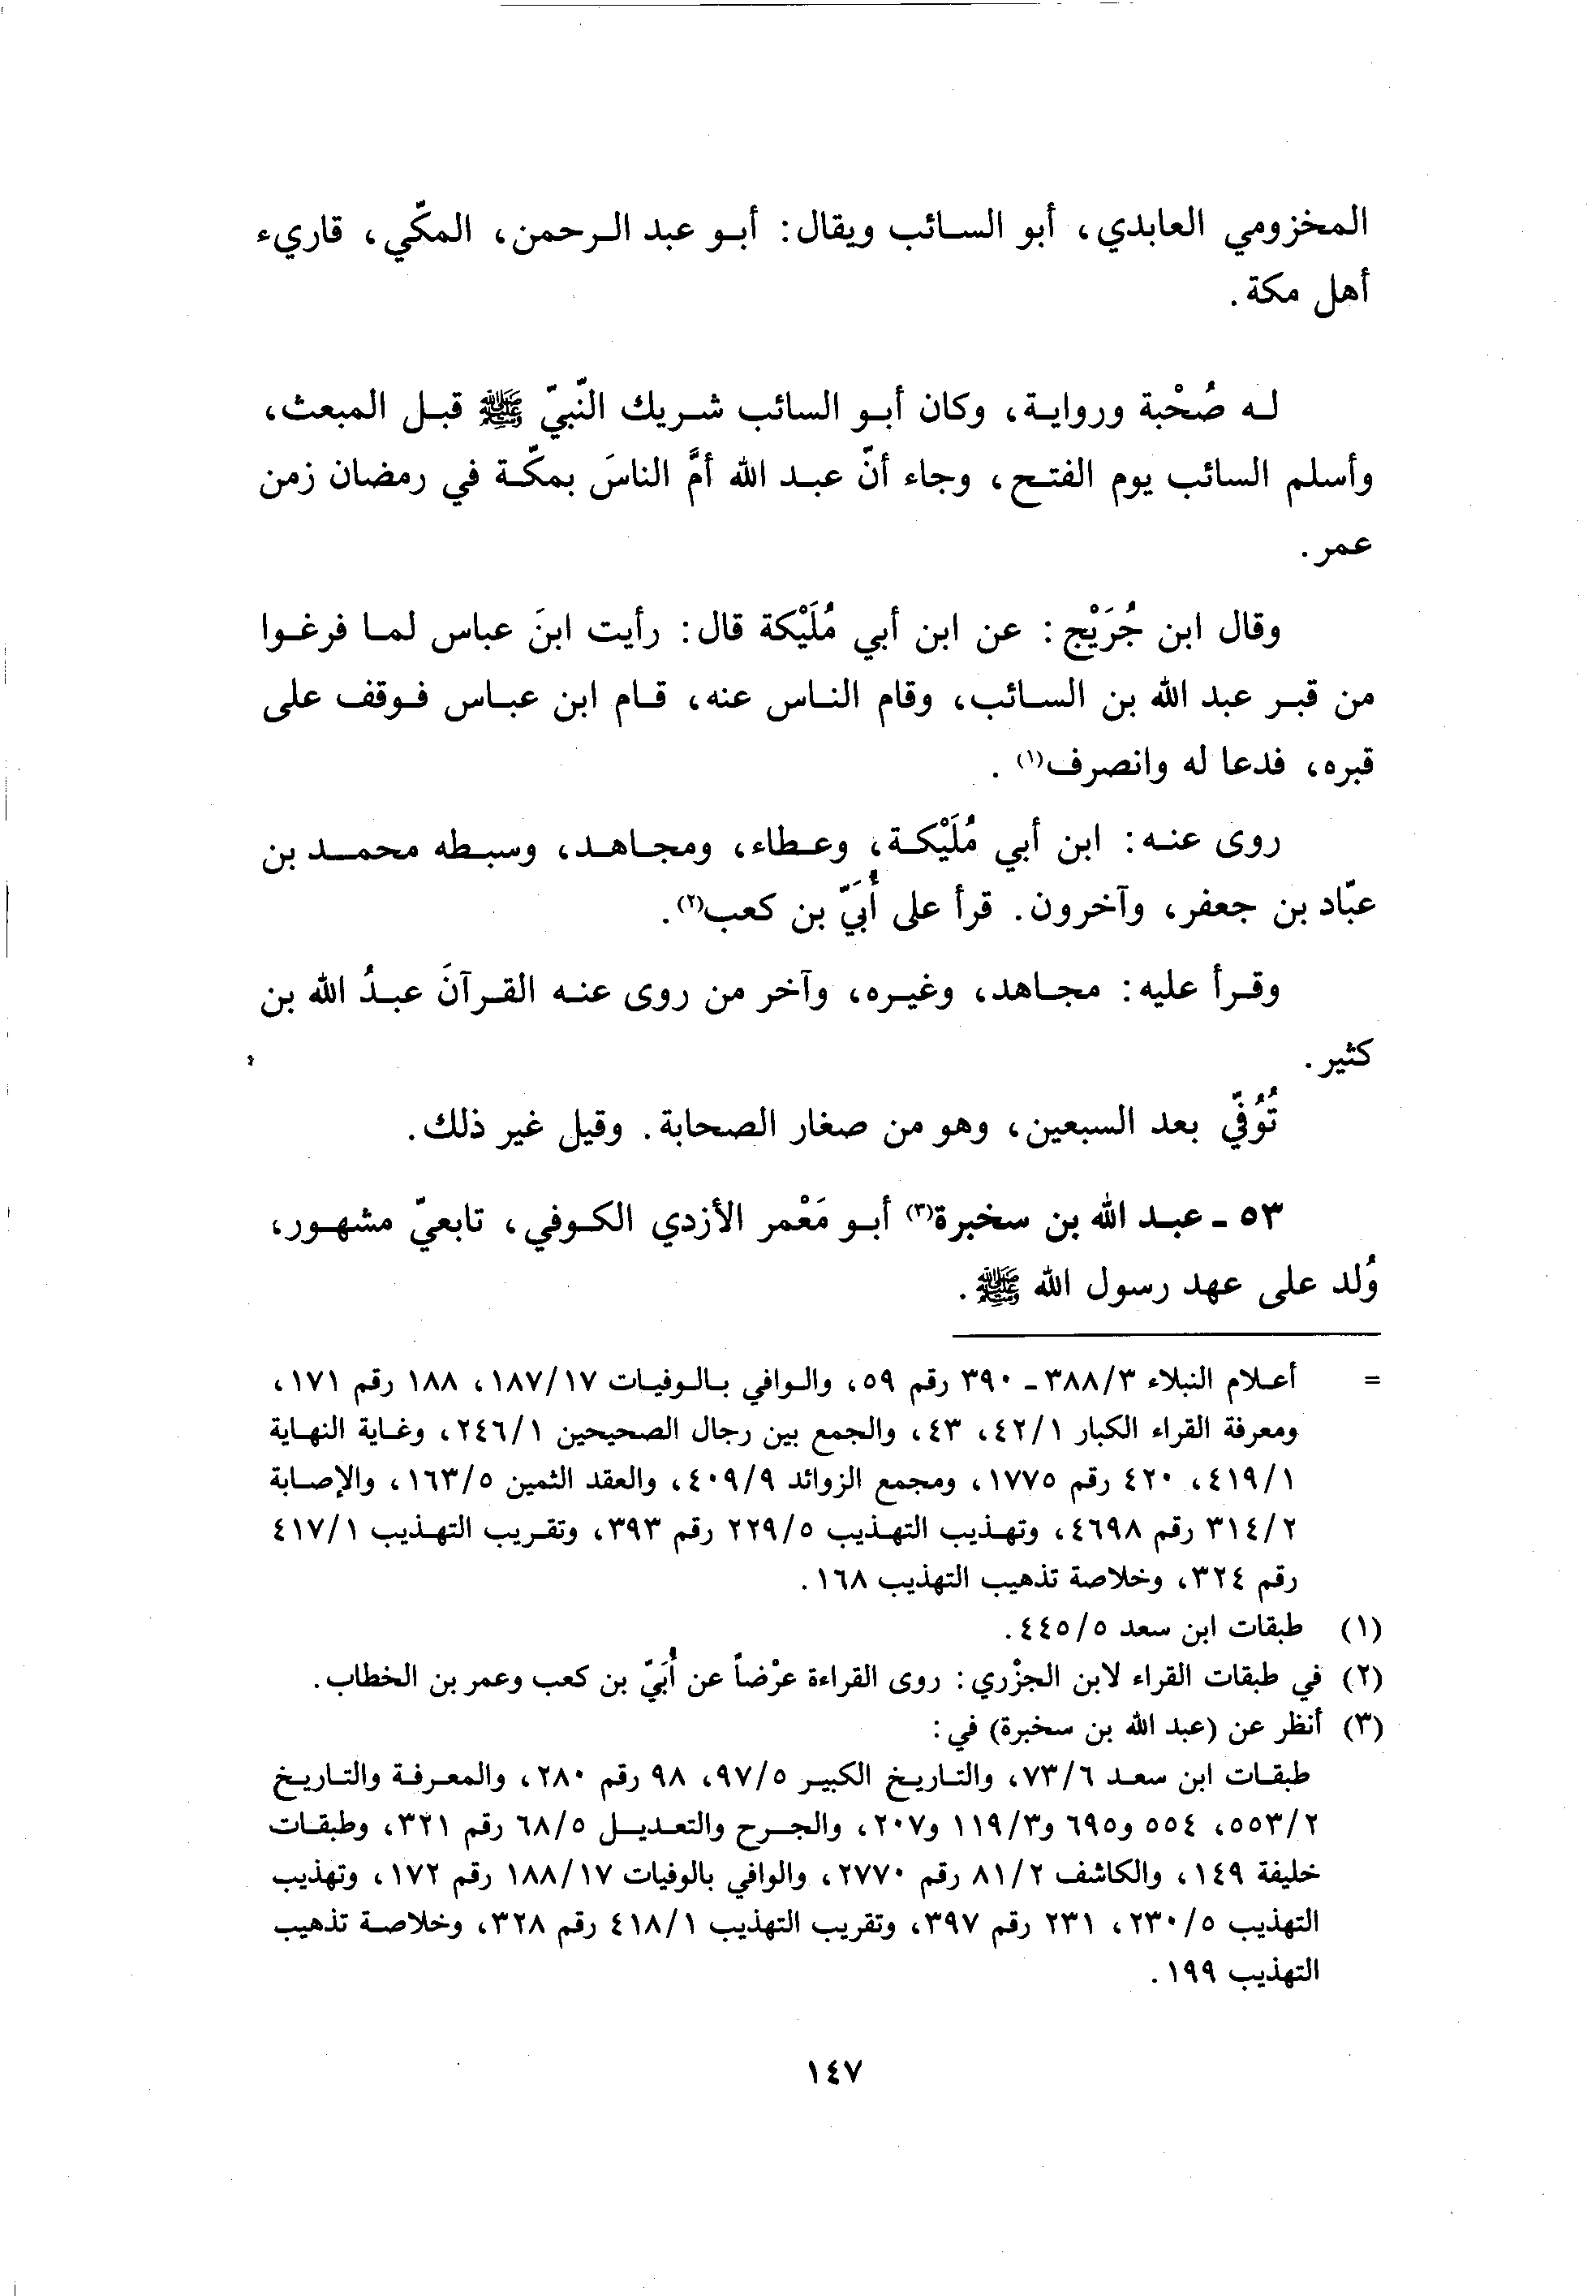 المخزومي العابدي، أبو السائب ويقال: أبو عبد الرحمن، المكّي، قاريء
أهل مكة.
له صُحْبة ورواية، وكان أبو السائب شريك النّبيّ ﷺ قبل المبعث،
وأسلم السائب يوم الفتح، وجاء أنّ عبد الله أمَّ الناسَ بمكّة في رمضان زمن
عمر.
وقال ابن جُرَيْج: عن ابن أبي مُلَيْكة قال: رأيت ابنَ عباس لما فرغوا
من قبر عبد الله بن السائب، وقام الناس عنه، قام ابن عباس فوقف على
قبره، فدعا له وانصرف(١).
روى عنه: ابن أبي مُلَيْكة، وعطاء، ومجاهد، وسبطه محمد بن
عبّاد بن جعفر، وآخرون. قرأ على أُبَيّ بن كعب(٢).
وقرأ عليه: مجاهد، وغيره، وآخر من روى عنه القرآنَ عبدُ الله بن
كثير.
تُوُفّي بعد السبعين، وهو من صغار الصحابة. وقيل غير ذلك.
٥٣ ـ عبد الله بن سخبرة(٣) أبو مَعْمر الأزدي الكوفي، تابعيّ مشهور،
وُلد على عهد رسول الله ﷺ.
= أعلام النبلاء ٣/٣٨٨ ـ ٣٩٠ رقم ٥٩، والوافي بالوفيات ١٧/١٨٧، ١٨٨ رقم ١٧١،
ومعرفة القراء الكبار ١/٤٢، ٤٣، والجمع بين رجال الصحيحين ١/٢٤٦، وغاية النهاية
١/٤١٩، ٤٢٠ رقم ١٧٧٥، ومجمع الزوائد ٩/٤٠٩، والعقد الثمين ٥/١٦٣، والإصابة
٢/٣١٤ رقم ٤٦٩٨، وتهذيب التهذيب ٥/٢٢٩ رقم ٣٩٣، وتقريب التهذيب ١/٤١٧
رقم ٣٢٤، وخلاصة تذهيب التهذيب ١٦٨.
(١) طبقات ابن سعد ٥/٤٤٥.
(٢) في طبقات القراء لابن الجزْري: روى القراءة عرْضاً عن أُبَيّ بن كعب وعمر بن الخطاب.
(٣) أنظر عن (عبد الله بن سخبرة) في:
طبقات ابن سعد ٦/٧٣، والتاريخ الكبير ٥/٩٧، ٩٨ رقم ٢٨٠، والمعرفة والتاريخ
٢/٥٥٣، ٥٥٤ و٦٩٥ و٣/١١٩ و٢٠٧، والجرح والتعديل ٥/٦٨ رقم ٣٢١، وطبقات
خليفة ١٤٩، والكاشف ٢/٨١ رقم ٢٧٧٠، والوافي بالوفيات ١٧/١٨٨ رقم ١٧٢، وتهذيب
التهذيب ٥/٢٣٠، ٢٣١ رقم ٣٩٧، وتقريب التهذيب ١/٤١٨ رقم ٣٢٨، وخلاصة تذهيب
التهذيب ١٩٩.
١٤٧